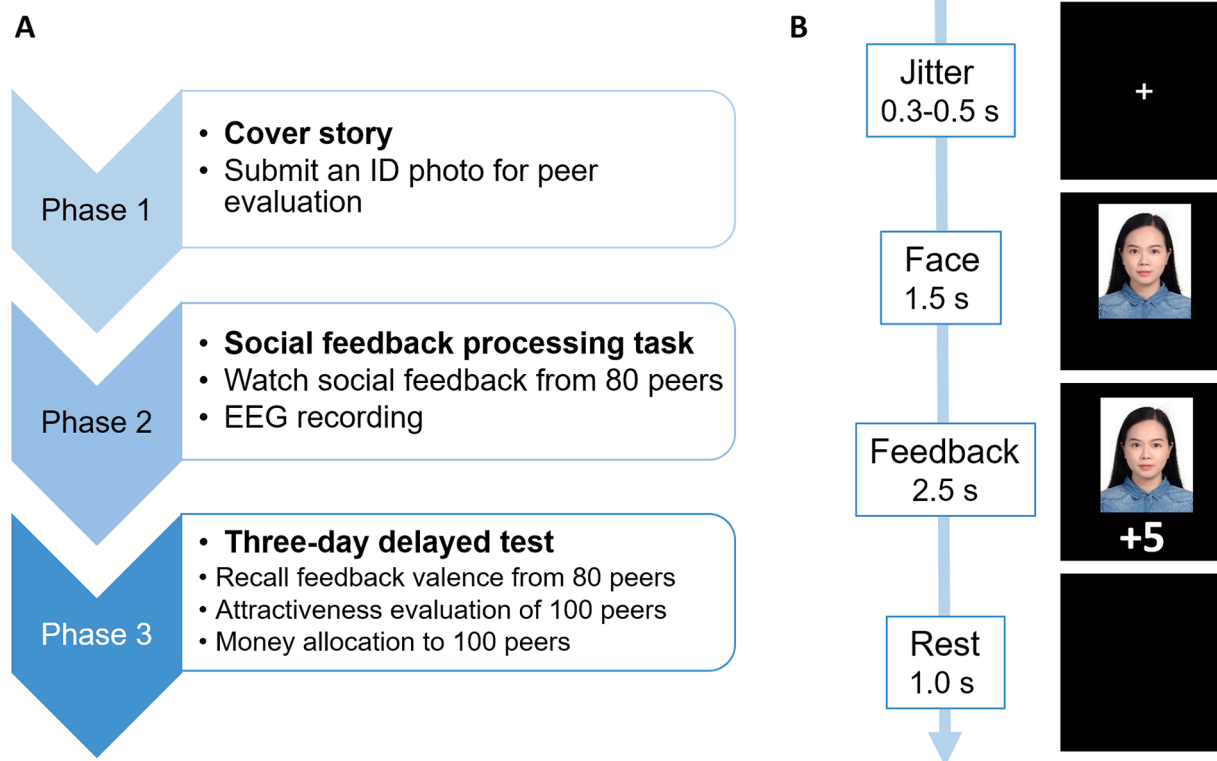 A
Phase 1
• Cover story
• Submit an ID photo for peer
evaluation
Phase 2
• Social feedback processing task
• Watch social feedback from 80 peers
• EEG recording
Phase 3
• Three-day delayed test
• Recall feedback valence from 80 peers
• Attractiveness evaluation of 100 peers
• Money allocation to 100 peers
B
Jitter
0.3-0.5 s
+
Face
1.5 s
Feedback
2.5 s
+5
Rest
1.0 s